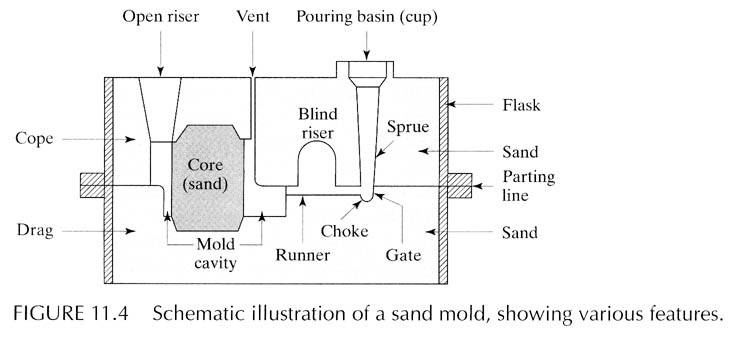 Open riser
Vent
Pouring basin (cup)
Flask
Blind
riser
Sprue
Cope
Core
(sand)
Sand
Parting
line
Drag
Mold
cavity
Runner
Choke
Gate
Sand
FIGURE 11.4 Schematic illustration of a sand mold, showing various features.